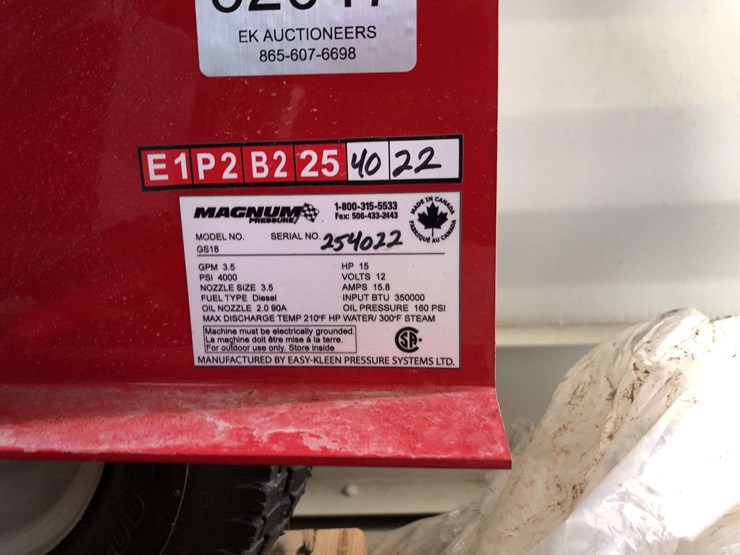 EK AUCTIONEERS
865-607-6698
E1 P2 B2 25 40 22
MAGNUM PRESSURE
1-800-315-5533
Fax: 506-433-2443
MADE IN CANADA
FABRIQUÉ AU CANADA
MODEL NO. SERIAL NO. 254022
GS18
GPM 3.5 HP 15
PSI 4000 VOLTS 12
NOZZLE SIZE 3.5 AMPS 15.8
FUEL TYPE Diesel INPUT BTU 350000
OIL NOZZLE 2.0 90A OIL PRESSURE 160 PSI
MAX DISCHARGE TEMP 210°F HP WATER/ 300°F STEAM
Machine must be electrically grounded.
La machine doit être mise à la terre.
For outdoor use only. Store Inside
SA
MANUFACTURED BY EASY-KLEEN PRESSURE SYSTEMS LTD.